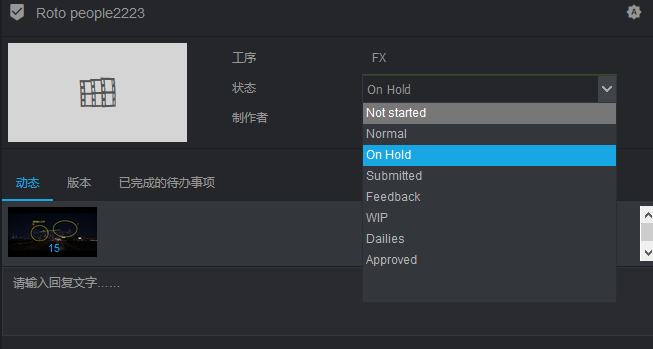 Roto people2223
工序 FX
状态 On Hold
制作者
Not started
Normal
On Hold
Submitted
Feedback
WIP
Dailies
Approved
动态 版本 已完成的待办事项
15
请输入回复文字……